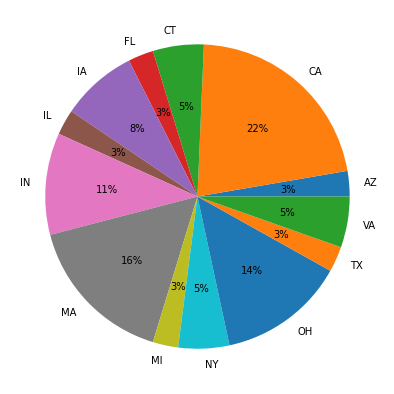 CT
FL
CA
IA
5%
3%
IL
8%
22%
3%
IN
11%
3%
AZ
5%
VA
3%
TX
16%
14%
3%
5%
MA
OH
MI
NY